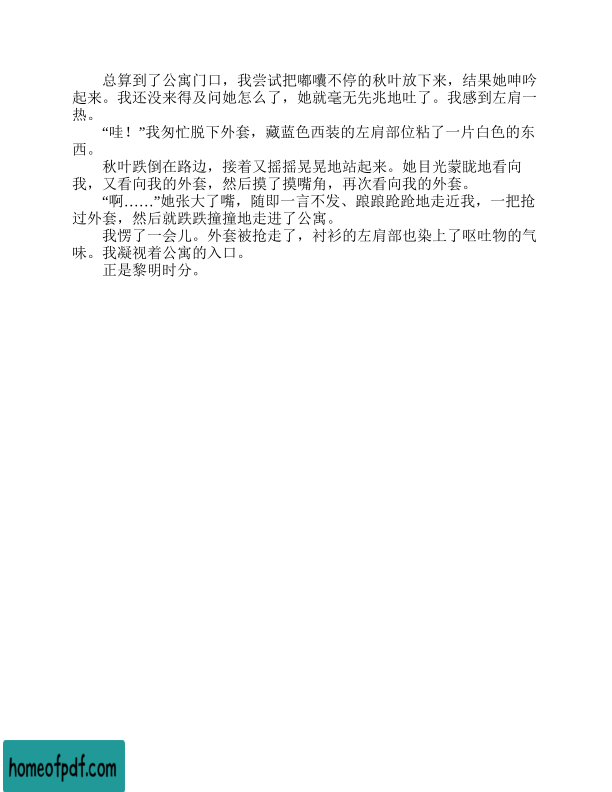 总算到了公寓门口，我尝试把嘟囔不停的秋叶放下来，结果她呻吟
起来。我还没来得及问她怎么了，她就毫无先兆地吐了。我感到左肩一
热。
“哇！”我匆忙脱下外套，藏蓝色西装的左肩部位粘了一片白色的东
西。
秋叶跌倒在路边，接着又摇摇晃晃地站起来。她目光蒙眬地看向
我，又看向我的外套，然后摸了摸嘴角，再次看向我的外套。
“啊……”她张大了嘴，随即一言不发、踉踉跄跄地走近我，一把抢
过外套，然后就跌跌撞撞地走进了公寓。
我愣了一会儿。外套被抢走了，衬衫的左肩部也染上了呕吐物的气
味。我凝视着公寓的入口。
正是黎明时分。
homeofpdf.com